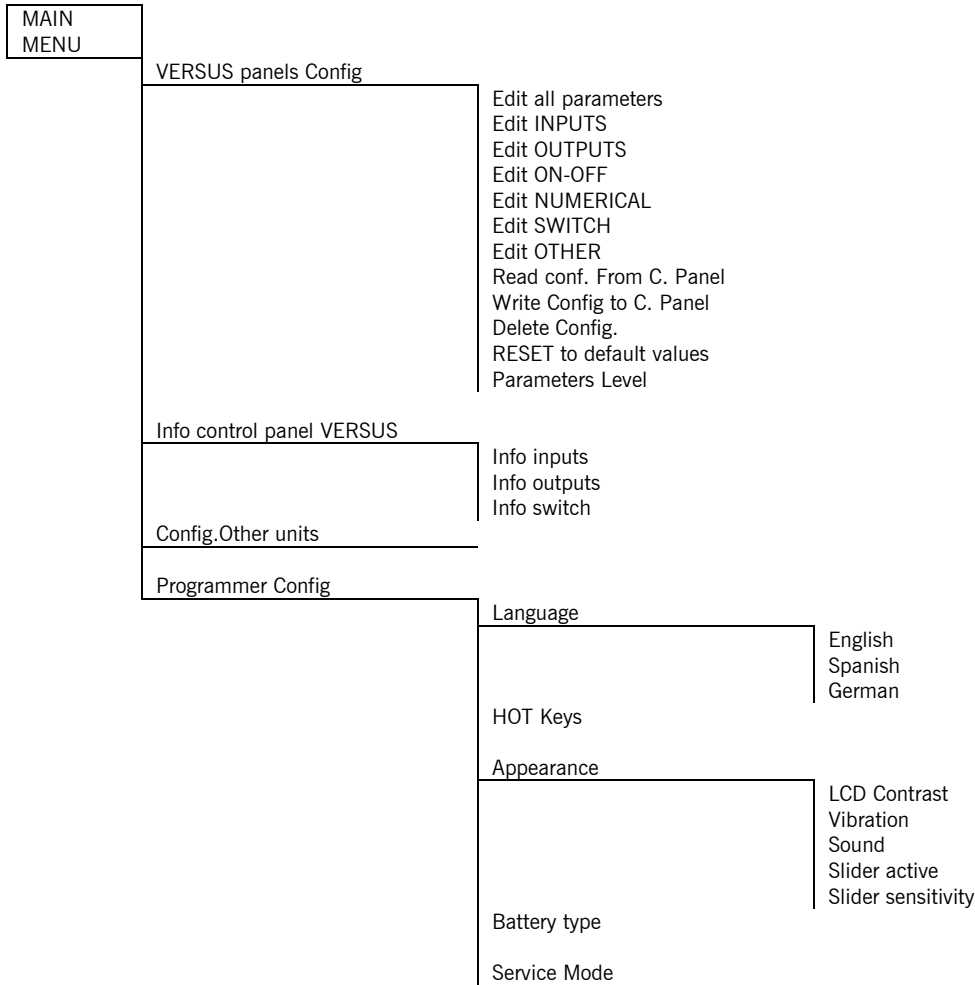 MAIN
MENU
VERSUS panels Config
Edit all parameters
Edit INPUTS
Edit OUTPUTS
Edit ON-OFF
Edit NUMERICAL
Edit SWITCH
Edit OTHER
Read conf. From C. Panel
Write Config to C. Panel
Delete Config.
RESET to default values
Parameters Level
Info control panel VERSUS
Info inputs
Info outputs
Info switch
Config.Other units
Programmer Config
Language
English
Spanish
German
HOT Keys
Appearance
LCD Contrast
Vibration
Sound
Slider active
Slider sensitivity
Battery type
Service Mode